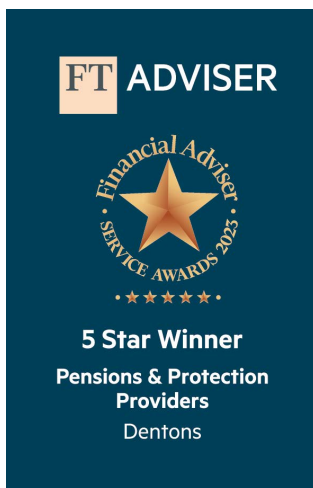 FT ADVISER
Financial Adviser
SERVICE AWARDS 2023
5 Star Winner
Pensions & Protection
Providers
Dentons